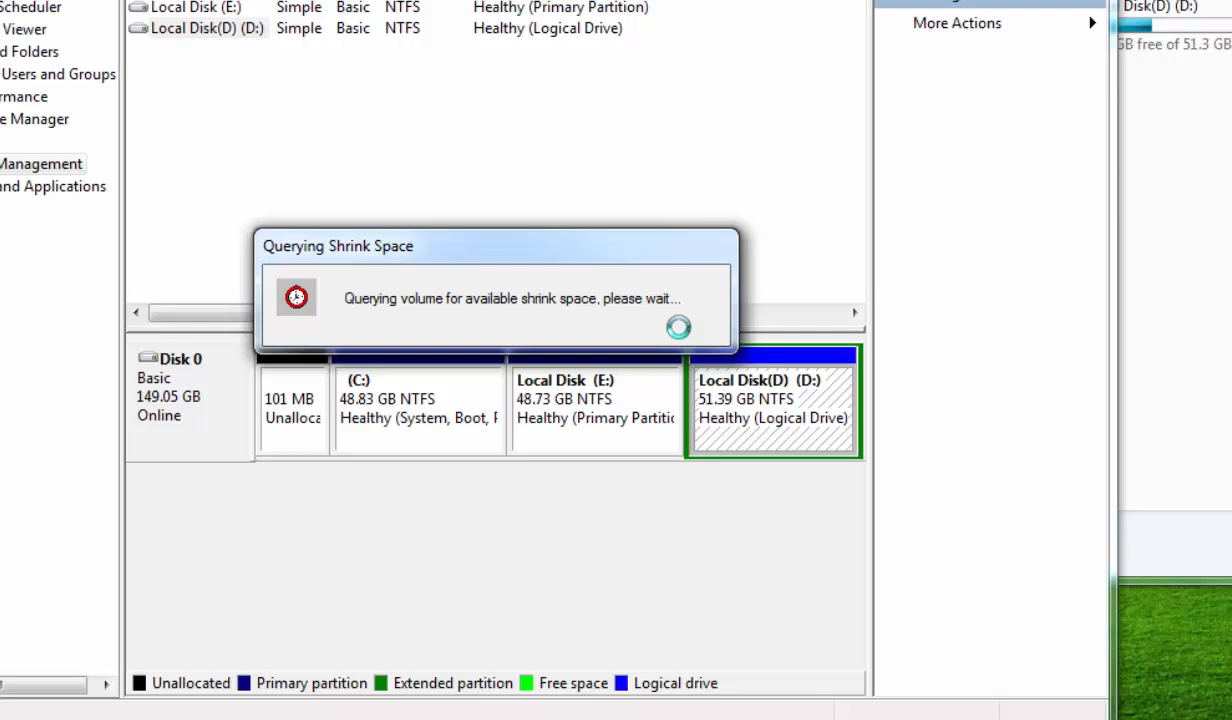 Scheduler
Viewer
d Folders
Users and Groups
rmance
e Manager
Management
and Applications
Local Disk (E:) Simple Basic NTFS Healthy (Primary Partition)
Local Disk(D) (D:) Simple Basic NTFS Healthy (Logical Drive)
More Actions
Disk(D) (D:)
GB free of 51.3 GB
Querying Shrink Space
Querying volume for available shrink space, please wait...
Disk 0
Basic
149.05 GB
Online
101 MB
Unalloca
(C:)
48.83 GB NTFS
Healthy (System, Boot, F
Local Disk (E:)
48.73 GB NTFS
Healthy (Primary Partitic
Local Disk(D) (D:)
51.39 GB NTFS
Healthy (Logical Drive)
Unallocated Primary partition Extended partition Free space Logical drive